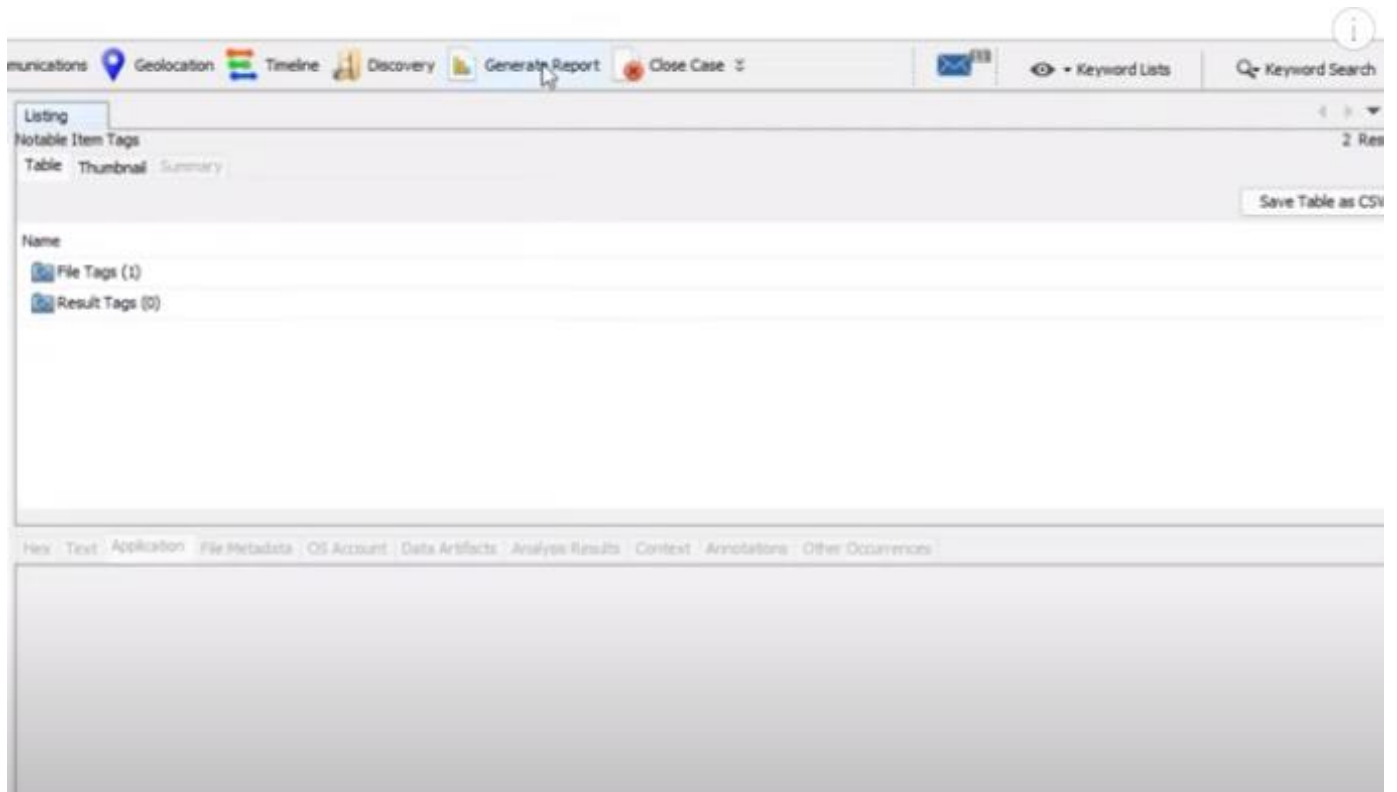 munications Geolocation Timeline Discovery Generate Report Close Case Keyword Lists Keyword Search
Listing
Notable Item Tags 2 Res
Table Thumbnail Summary
Save Table as CSV
Name
File Tags (1)
Result Tags (0)
Hex Text Application File Metadata OS Account Data Artifacts Analysis Results Context Annotations Other Occurrences